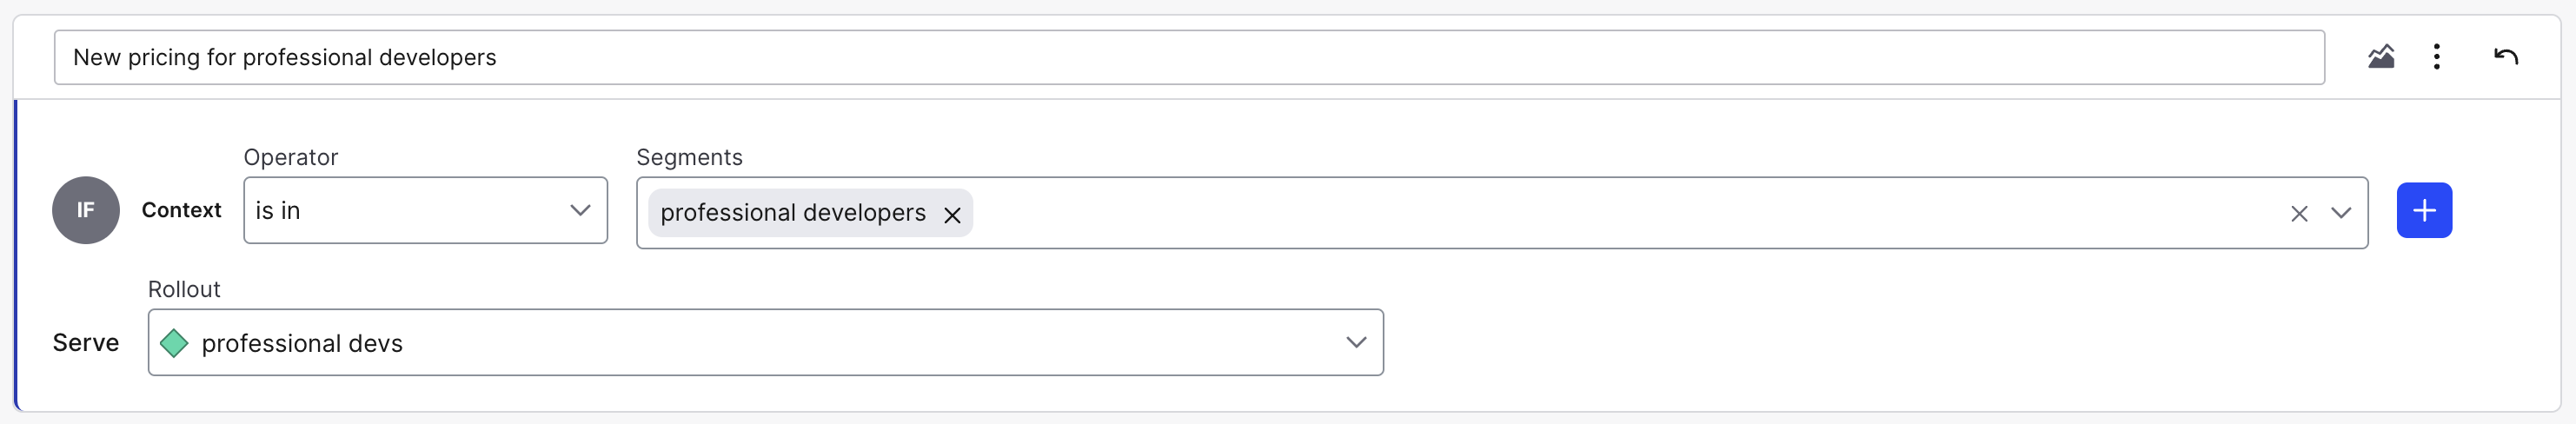 New pricing for professional developers
Operator
Segments
IF
Context
is in
professional developers
Rollout
Serve
professional devs